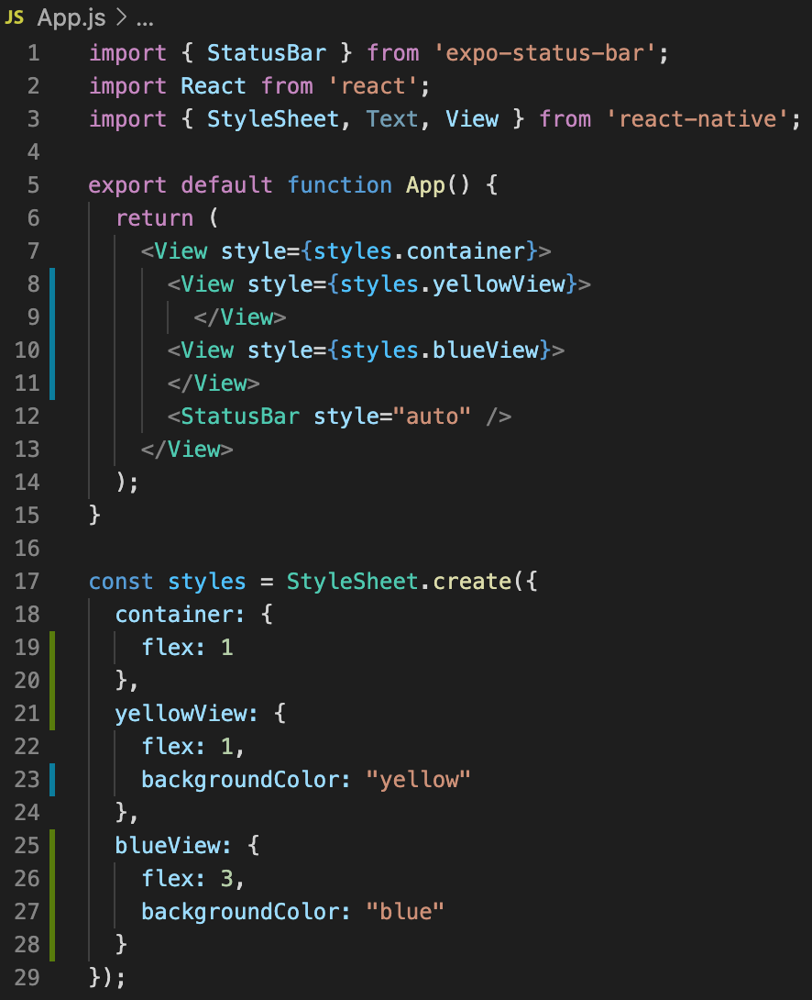 JS App.js > ...
1 import { StatusBar } from 'expo-status-bar';
2 import React from 'react';
3 import { StyleSheet, Text, View } from 'react-native';
4
5 export default function App() {
6   return (
7     <View style={styles.container}>
8       <View style={styles.yellowView}>
9         </View>
10       <View style={styles.blueView}>
11       </View>
12       <StatusBar style="auto" />
13     </View>
14   );
15 }
16
17 const styles = StyleSheet.create({
18   container: {
19     flex: 1
20   },
21   yellowView: {
22     flex: 1,
23     backgroundColor: "yellow"
24   },
25   blueView: {
26     flex: 3,
27     backgroundColor: "blue"
28   }
29 });